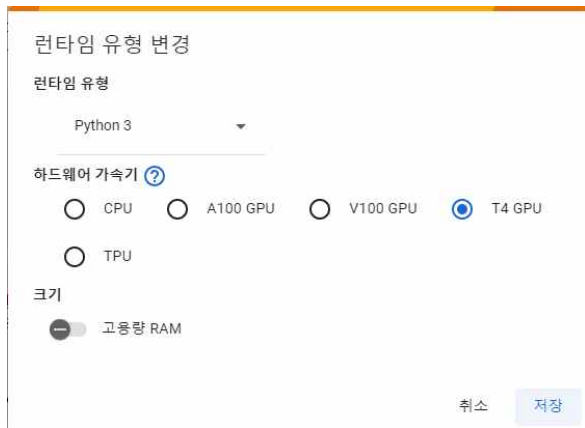 런타임 유형 변경
런타임 유형
Python 3
하드웨어 가속기 ?
CPU A100 GPU V100 GPU T4 GPU
TPU
크기
고용량 RAM
취소 저장